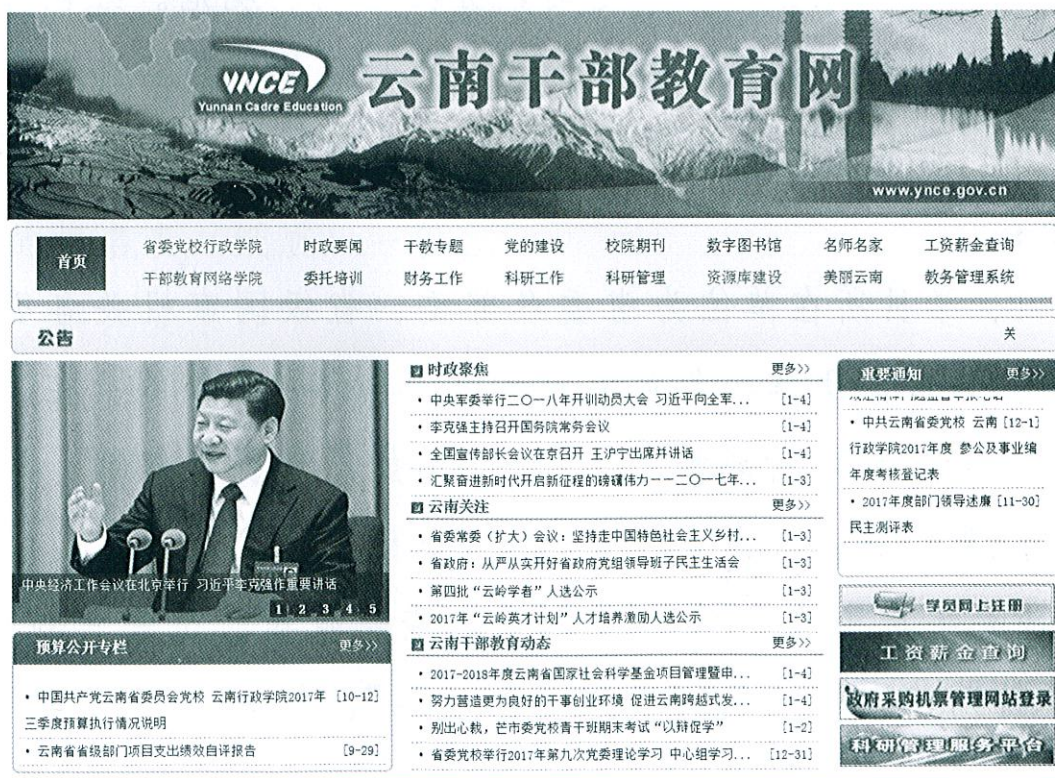 YNCE
Yunnan Cadre Education
云南干部教育网
www.ynce.gov.cn
首页
省委党校行政学院 时政要闻 干教专题 党的建设 校院期刊 数字图书馆 名师名家 工资薪金查询
干部教育网络学院 委托培训 财务工作 科研工作 科研管理 资源库建设 美丽云南 教务管理系统
公告
关
中央经济工作会议在北京举行 习近平李克强作重要讲话
1 2 3 4 5
预算公开专栏 更多>>
· 中国共产党云南省委员会党校 云南行政学院2017年 [10-12]
三季度预算执行情况说明
· 云南省省级部门项目支出绩效自评报告 [9-29]
时政聚焦 更多>>
· 中央军委举行二〇一八年开训动员大会 习近平向全军... [1-4]
· 李克强主持召开国务院常务会议 [1-4]
· 全国宣传部长会议在京召开 王沪宁出席并讲话 [1-4]
· 汇聚奋进新时代开启新征程的磅礴伟力－－二〇一七年... [1-3]
云南关注 更多>>
· 省委常委（扩大）会议：坚持走中国特色社会主义乡村... [1-3]
· 省政府：从严从实开好省政府党组领导班子民主生活会 [1-3]
· 第四批“云岭学者”人选公示 [1-3]
· 2017年“云岭英才计划”人才培养激励人选公示 [1-3]
云南干部教育动态 更多>>
· 2017-2018年度云南省国家社会科学基金项目管理暨申... [1-4]
· 努力营造更为良好的干事创业环境 促进云南跨越式发... [1-4]
· 别出心裁，芒市委党校青干班期末考试“以辩促学” [1-2]
· 省委党校举行2017年第九次党委理论学习 中心组学习... [12-31]
重要通知 更多>>
· 中共云南省委党校 云南 [12-1]
行政学院2017年度 参公及事业编
年度考核登记表
· 2017年度部门领导述廉 [11-30]
民主测评表
学员网上注册
工资薪金查询
政府采购机票管理网站登录
科研管理服务平台